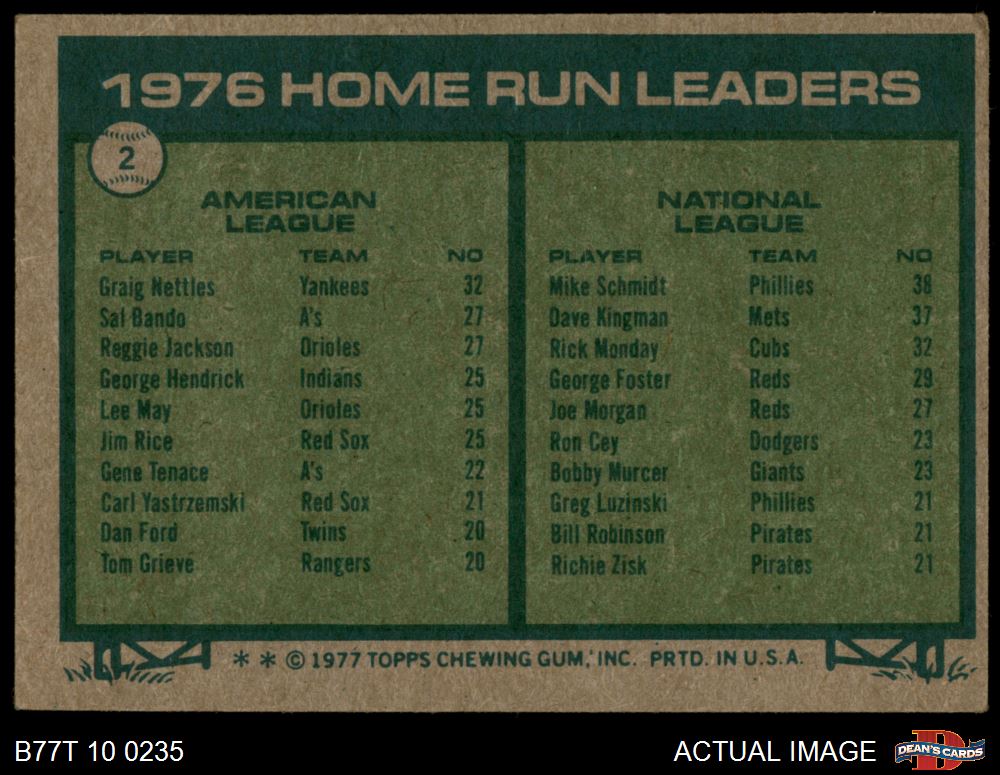 1976 HOME RUN LEADERS
2
AMERICAN
LEAGUE
PLAYER TEAM NO
Graig Nettles Yankees 32
Sal Bando A's 27
Reggie Jackson Orioles 27
George Hendrick Indians 25
Lee May Orioles 25
Jim Rice Red Sox 25
Gene Tenace A's 22
Carl Yastrzemski Red Sox 21
Dan Ford Twins 20
Tom Grieve Rangers 20
NATIONAL
LEAGUE
PLAYER TEAM NO
Mike Schmidt Phillies 38
Dave Kingman Mets 37
Rick Monday Cubs 32
George Foster Reds 29
Joe Morgan Reds 27
Ron Cey Dodgers 23
Bobby Murcer Giants 23
Greg Luzinski Phillies 21
Bill Robinson Pirates 21
Richie Zisk Pirates 21
* * © 1977 TOPPS CHEWING GUM, INC. PRTD. IN U.S.A.
B77T 10 0235
ACTUAL IMAGE
D
DEAN'S CARDS